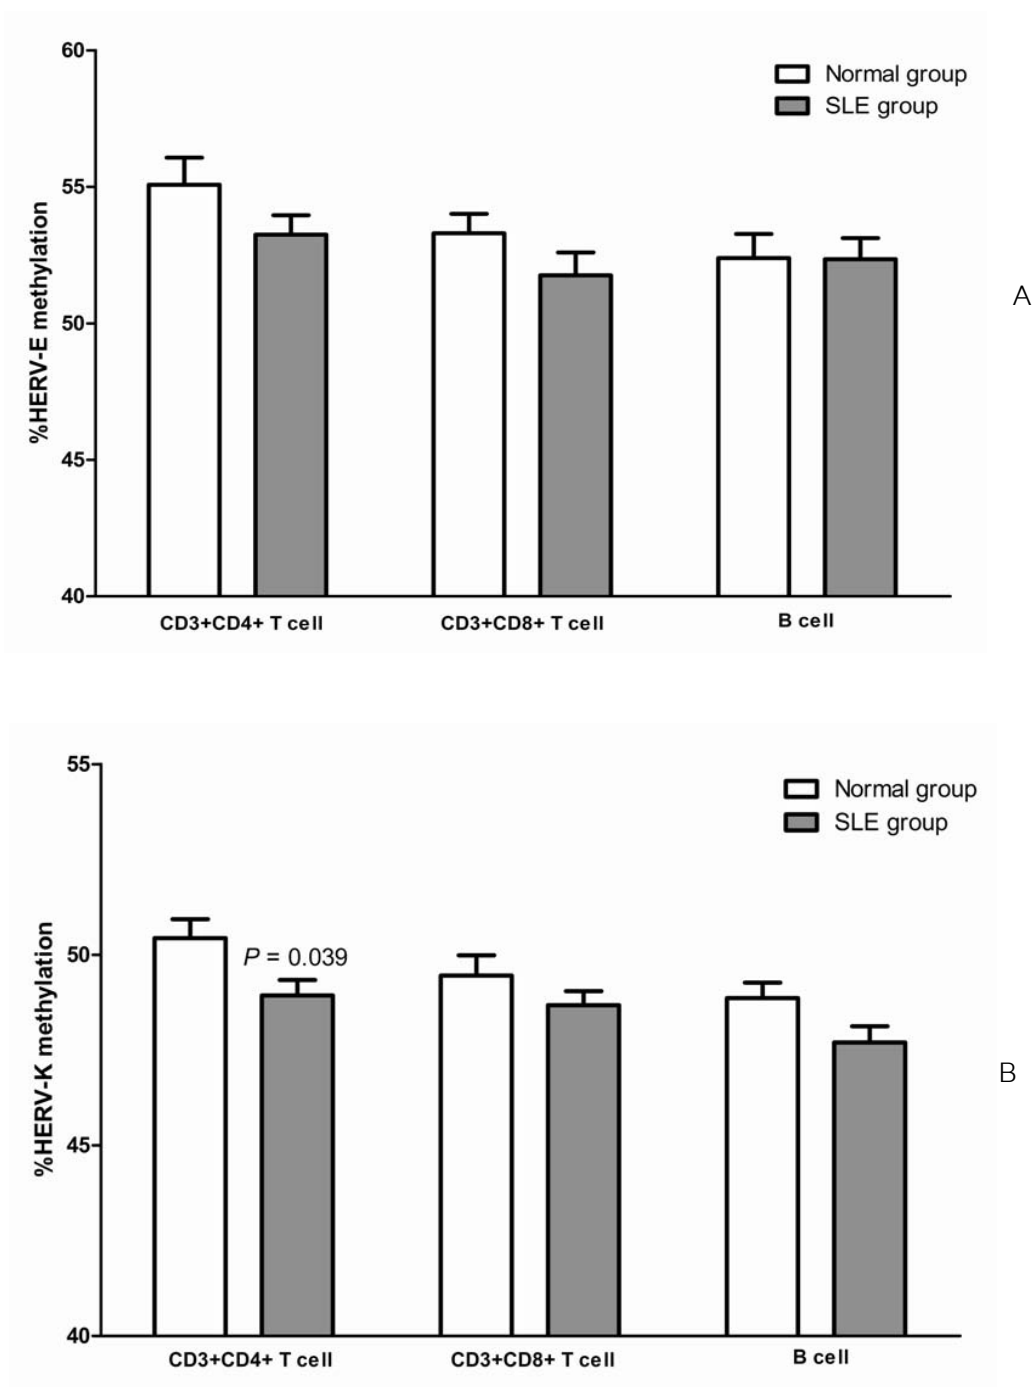 60
Normal group
SLE group
55
50
45
40
%HERV-E methylation
CD3+CD4+ T cell
CD3+CD8+ T cell
B cell
A
55
Normal group
SLE group
50
P = 0.039
45
40
%HERV-K methylation
CD3+CD4+ T cell
CD3+CD8+ T cell
B cell
B